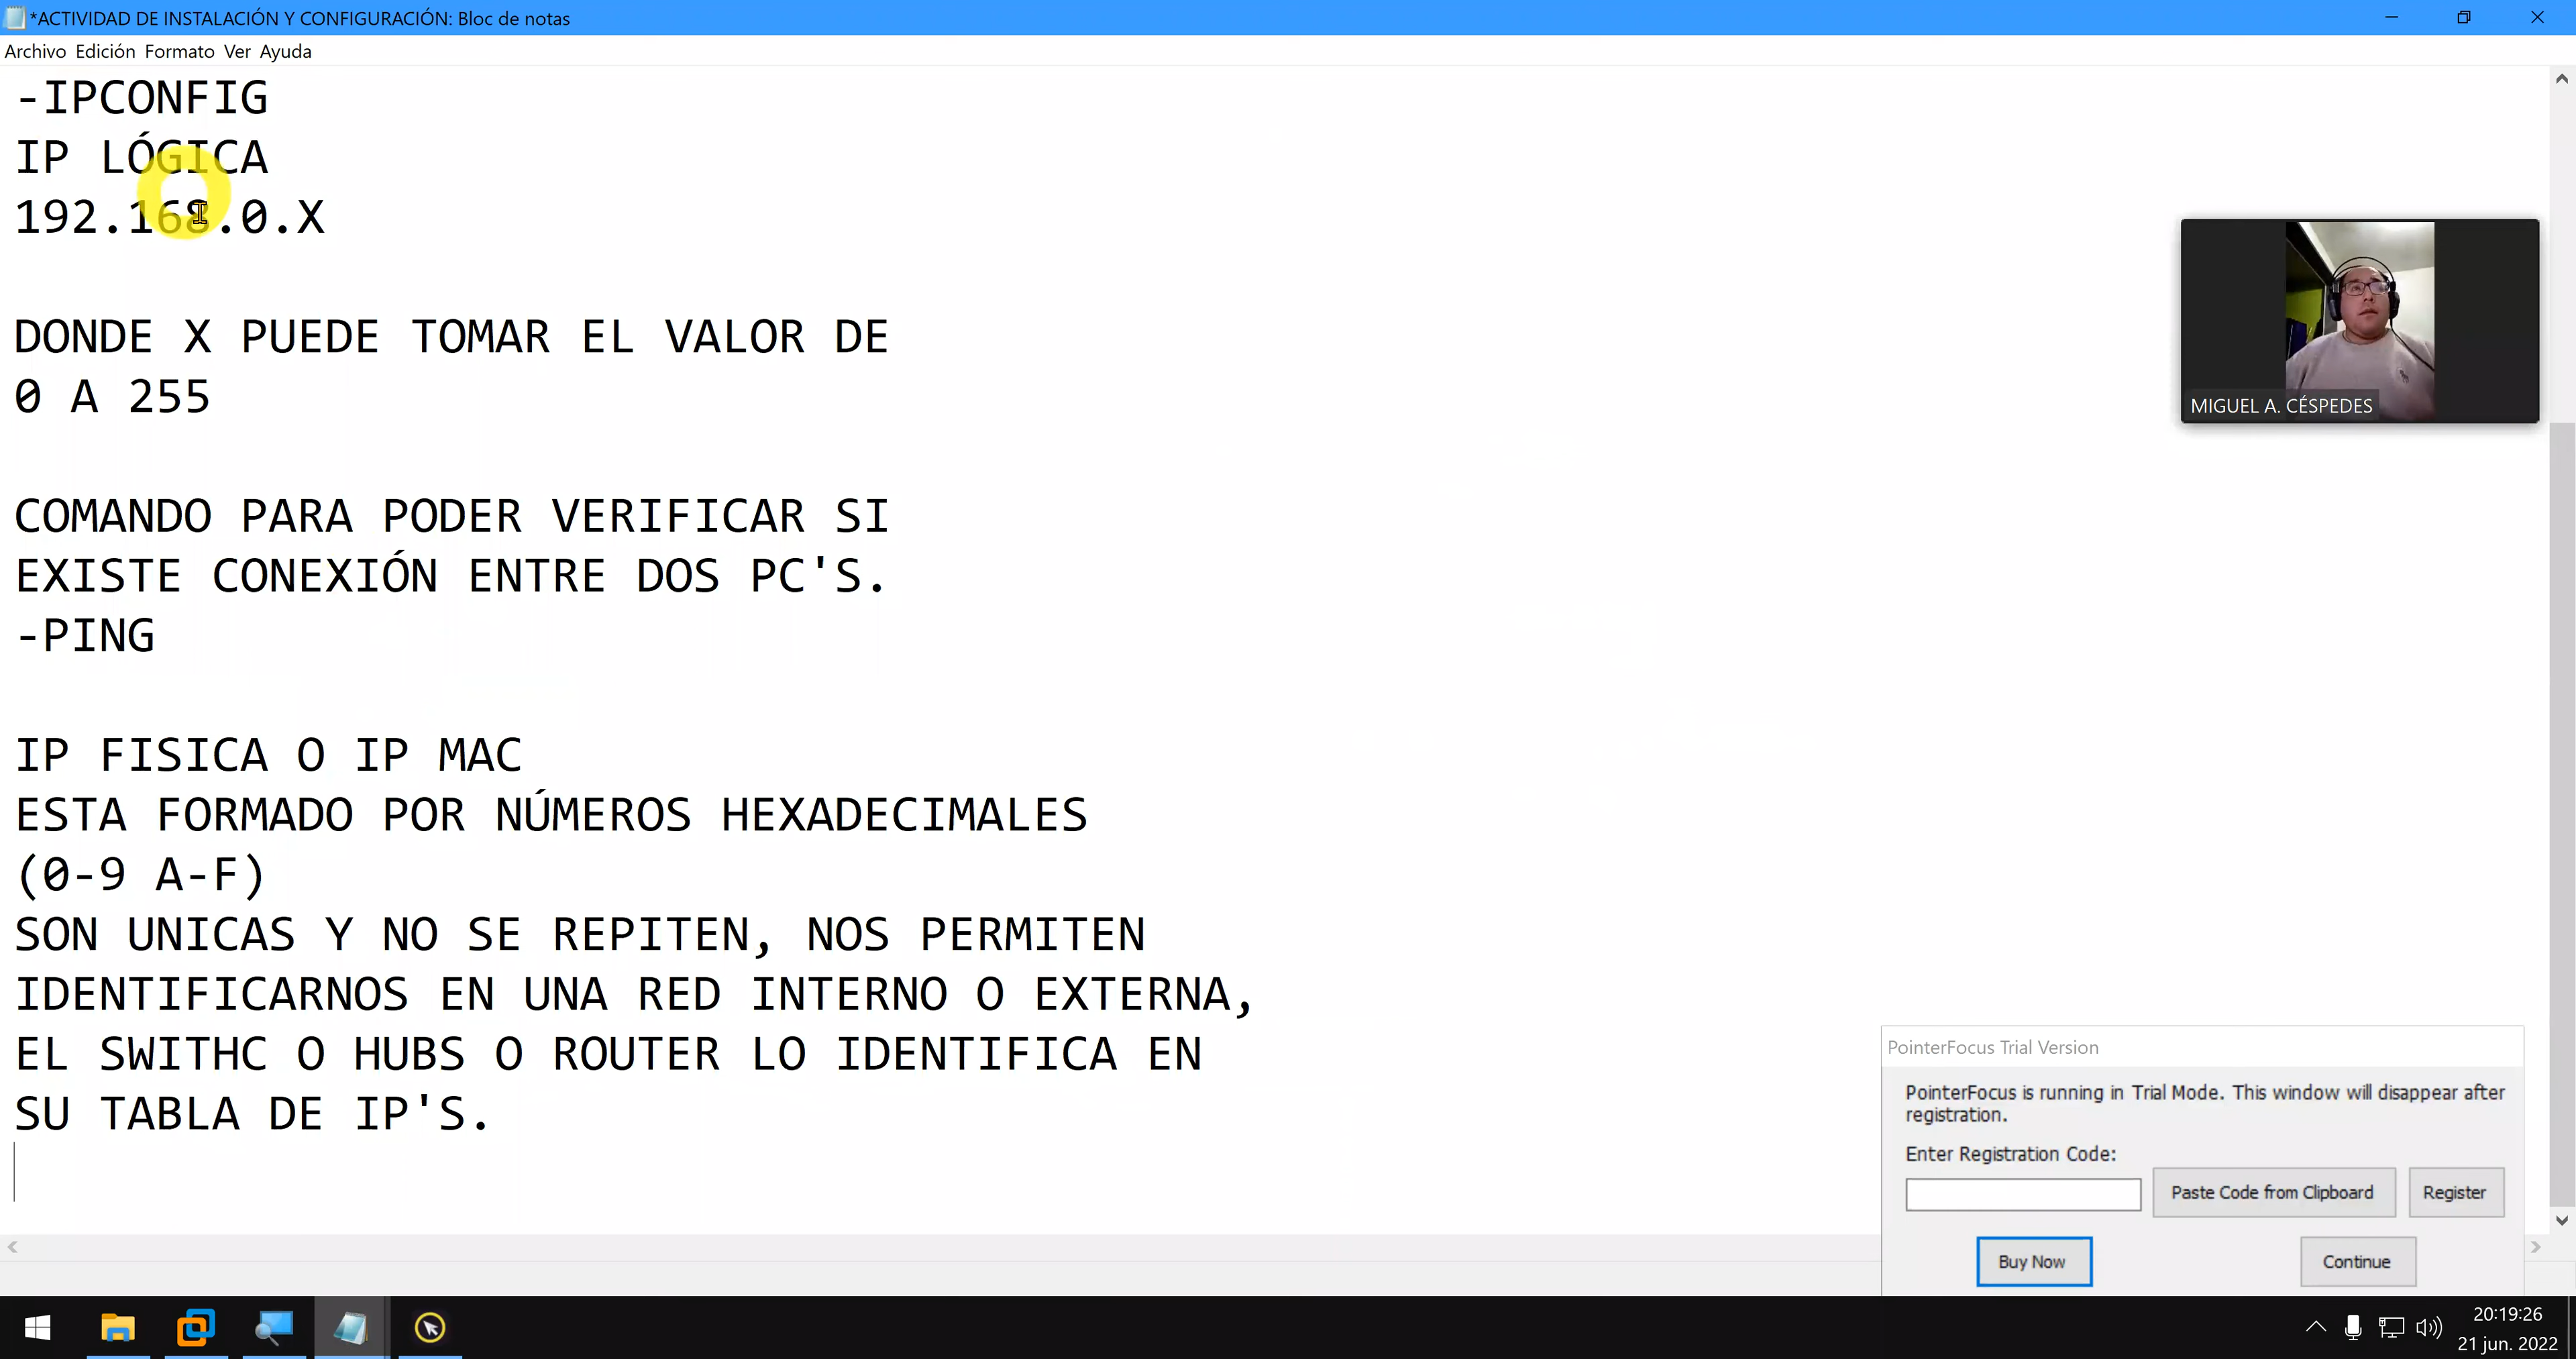 *ACTIVIDAD DE INSTALACIÓN Y CONFIGURACIÓN: Bloc de notas
Archivo Edición Formato Ver Ayuda
-IPCONFIG
IP LÓGICA
192.168.0.X
DONDE X PUEDE TOMAR EL VALOR DE
0 A 255
COMANDO PARA PODER VERIFICAR SI
EXISTE CONEXIÓN ENTRE DOS PC'S.
-PING
IP FISICA O IP MAC
ESTA FORMADO POR NÚMEROS HEXADECIMALES
(0-9 A-F)
SON UNICAS Y NO SE REPITEN, NOS PERMITEN
IDENTIFICARNOS EN UNA RED INTERNO O EXTERNA,
EL SWITHC O HUBS O ROUTER LO IDENTIFICA EN
SU TABLA DE IP'S.
MIGUEL A. CÉSPEDES
PointerFocus Trial Version
PointerFocus is running in Trial Mode. This window will disappear after
registration.
Enter Registration Code:
Paste Code from Clipboard Register
Buy Now Continue
20:19:26
21 jun. 2022